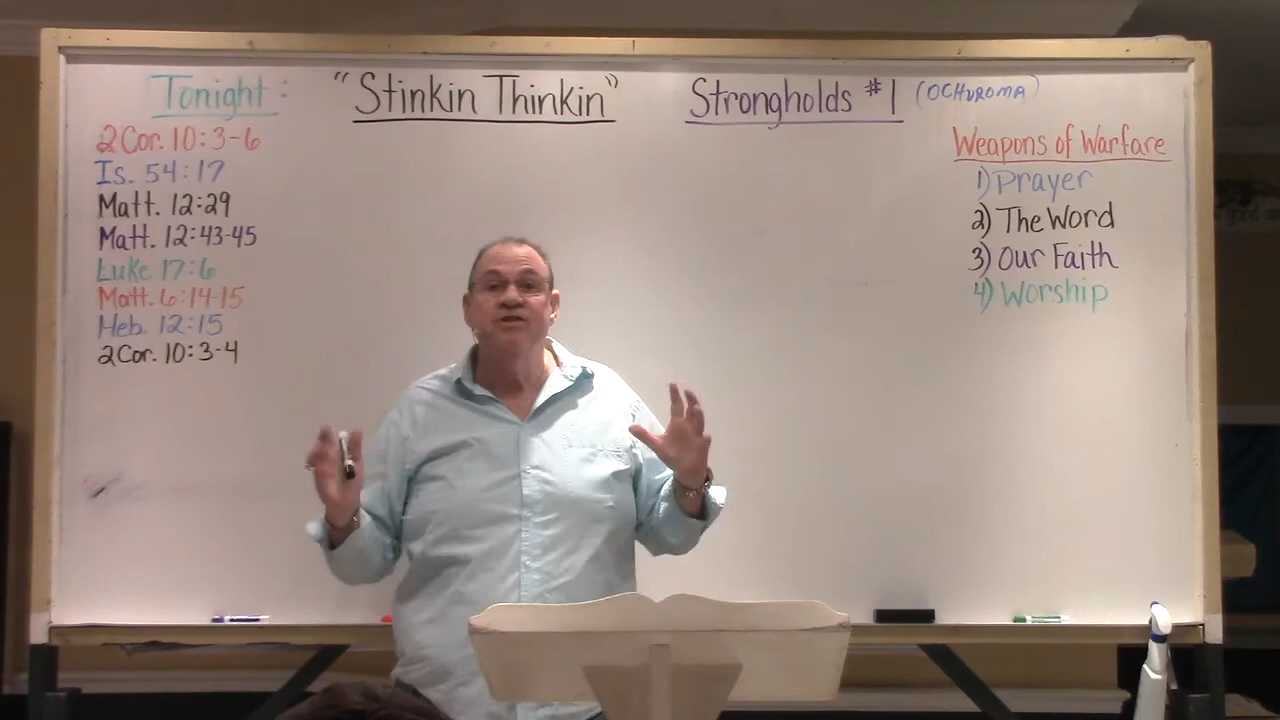 Tonight: "Stinkin Thinkin" Strongholds #1 (OCHUROMA)
2Cor. 10:3-6
Is. 54:17
Matt. 12:29
Matt. 12:43-45
Luke 17:6
Matt. 6:14-15
Heb. 12:15
2Cor. 10:3-4
Weapons of Warfare
1) Prayer
2) The Word
3) Our Faith
4) Worship